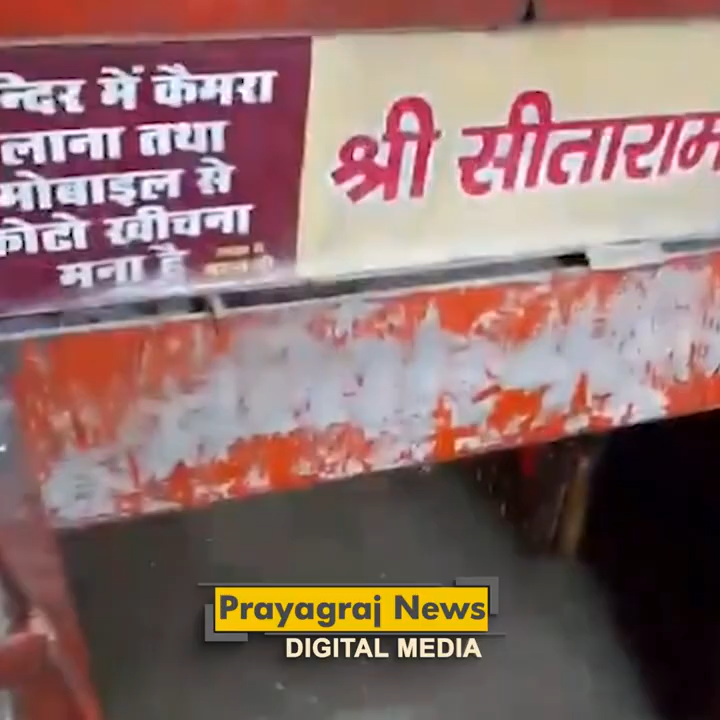 न्दिर में कैमरा
लाना तथा
मोबाइल से
फोटो खीचना
मना है
श्री सीताराम
Prayagraj News
DIGITAL MEDIA